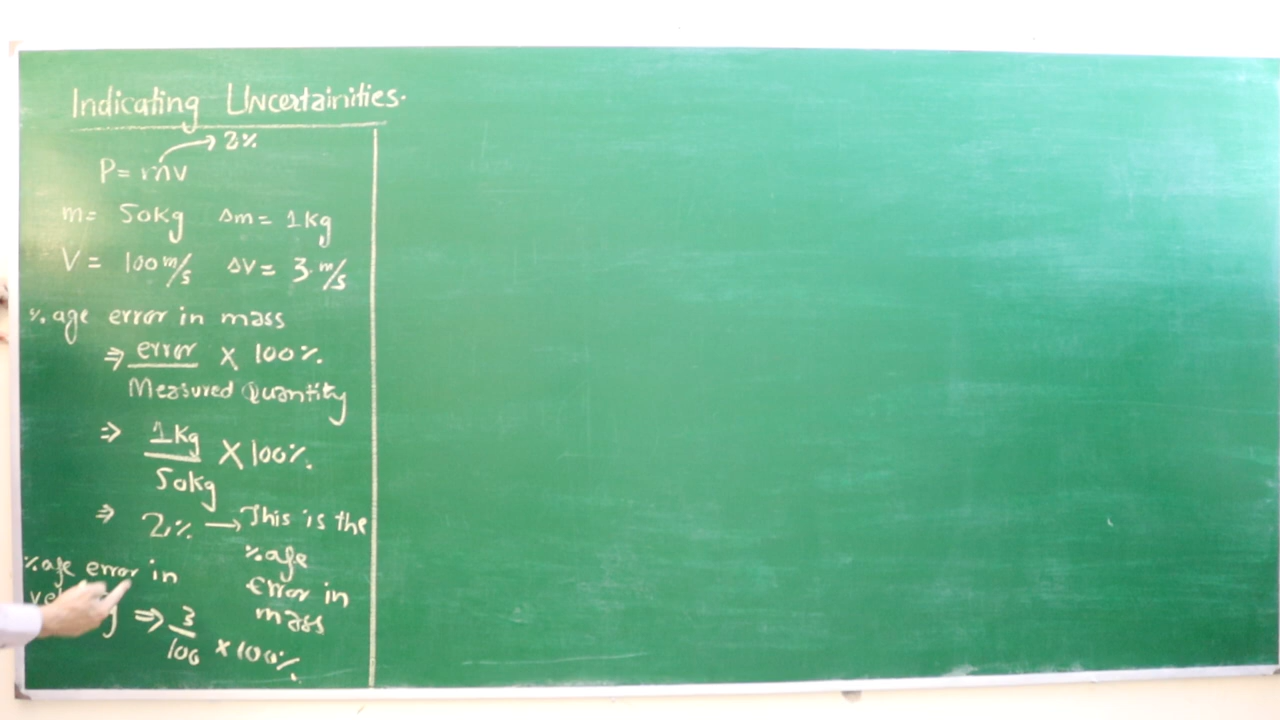 Indicating Uncertainities.
2%
P = mv
m = 50Kg Δm = 1kg
V = 100 m/s ΔV = 3 m/s
%age error in mass
⇒ error / Measured Quantity × 100%
⇒ 1Kg / 50kg × 100%
⇒ 2% → This is the
%age
error in
mass
%age error in
⇒ 3 / 100 × 100%